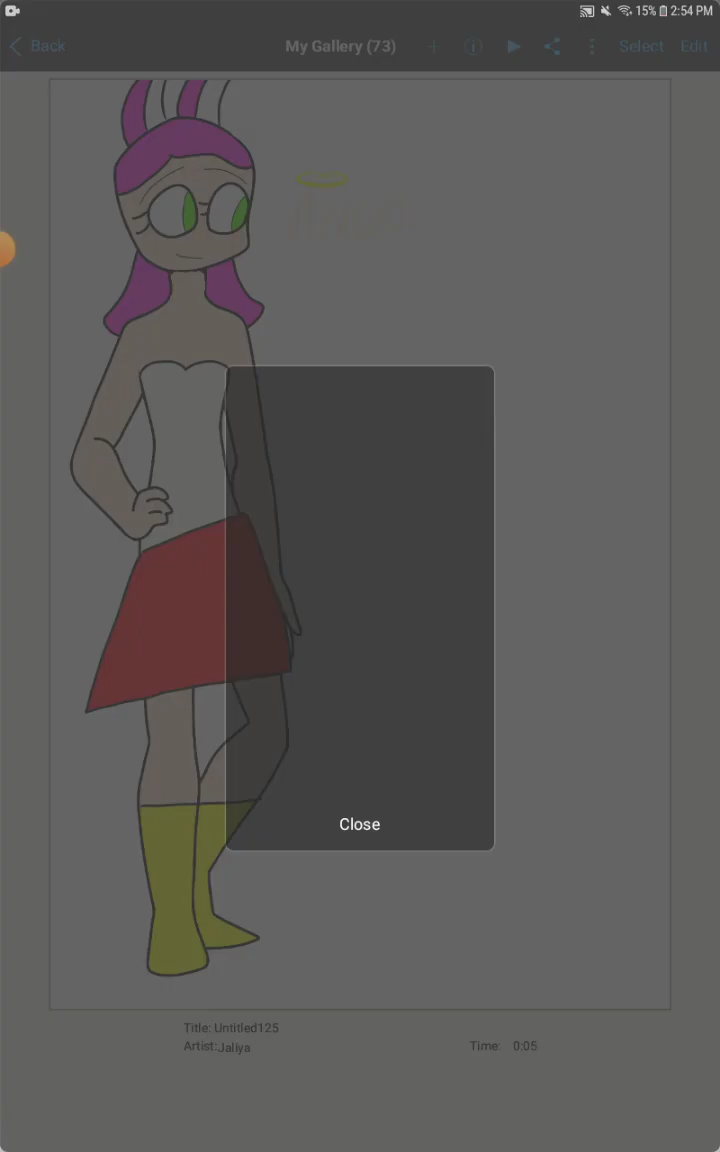 15% 2:54 PM
Back My Gallery (73) Select Edit
Close
Title: Untitled125
Artist: Jaliya Time: 0:05